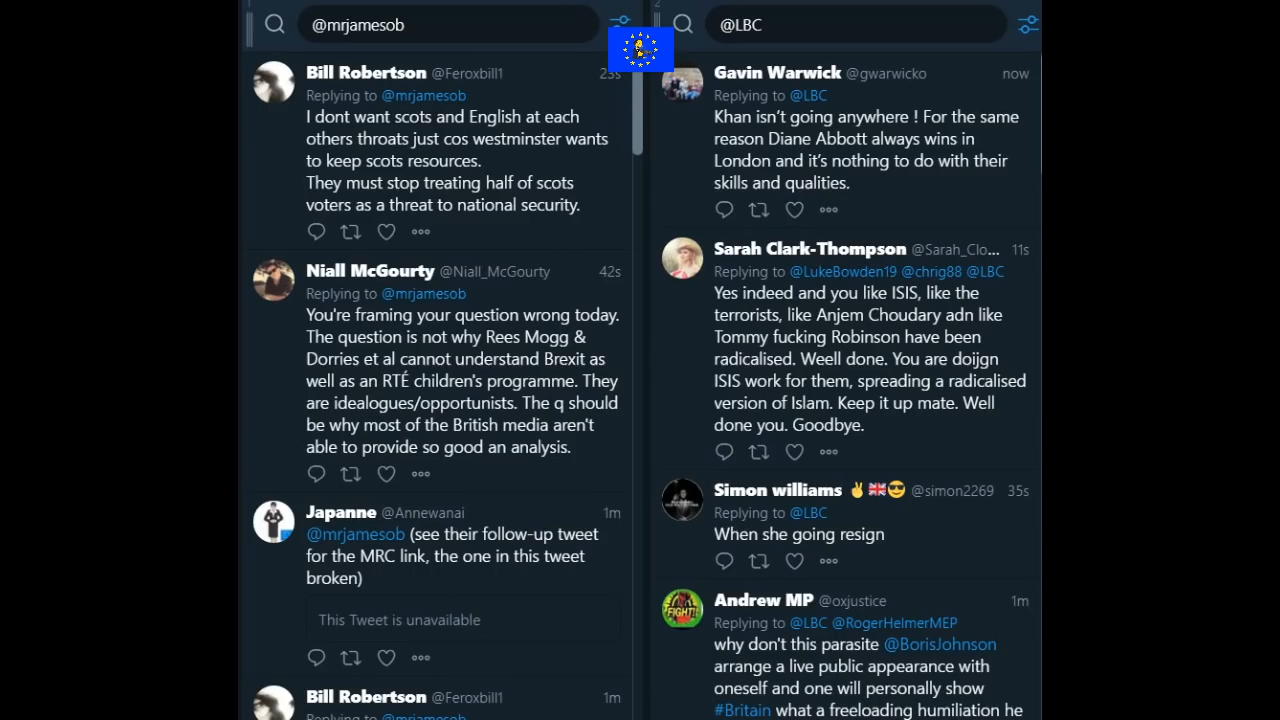 1
@mrjamesob
Bill Robertson @Feroxbill1 23s
Replying to @mrjamesob
I dont want scots and English at each
others throats just cos westminster wants
to keep scots resources.
They must stop treating half of scots
voters as a threat to national security.
Niall McGourty @Niall_McGourty 42s
Replying to @mrjamesob
You're framing your question wrong today.
The question is not why Rees Mogg &
Dorries et al cannot understand Brexit as
well as an RTÉ children's programme. They
are idealogues/opportunists. The q should
be why most of the British media aren't
able to provide so good an analysis.
Japanne @Annewanai 1m
@mrjamesob (see their follow-up tweet
for the MRC link, the one in this tweet
broken)
This Tweet is unavailable
Bill Robertson @Feroxbill1 1m
Replying to @mrjamesob
2
@LBC
Gavin Warwick @gwarwicko now
Replying to @LBC
Khan isn’t going anywhere ! For the same
reason Diane Abbott always wins in
London and it’s nothing to do with their
skills and qualities.
Sarah Clark-Thompson @Sarah_Clo... 11s
Replying to @LukeBowden19 @chrig88 @LBC
Yes indeed and you like ISIS, like the
terrorists, like Anjem Choudary adn like
Tommy fucking Robinson have been
radicalised. Weell done. You are doijgn
ISIS work for them, spreading a radicalised
version of Islam. Keep it up mate. Well
done you. Goodbye.
Simon williams ✌️🇬🇧😎 @simon2269 35s
Replying to @LBC
When she going resign
Andrew MP @oxjustice 1m
Replying to @LBC @RogerHelmerMEP
why don't this parasite @BorisJohnson
arrange a live public appearance with
oneself and one will personally show
#Britain what a freeloading humiliation he
FIGHT!